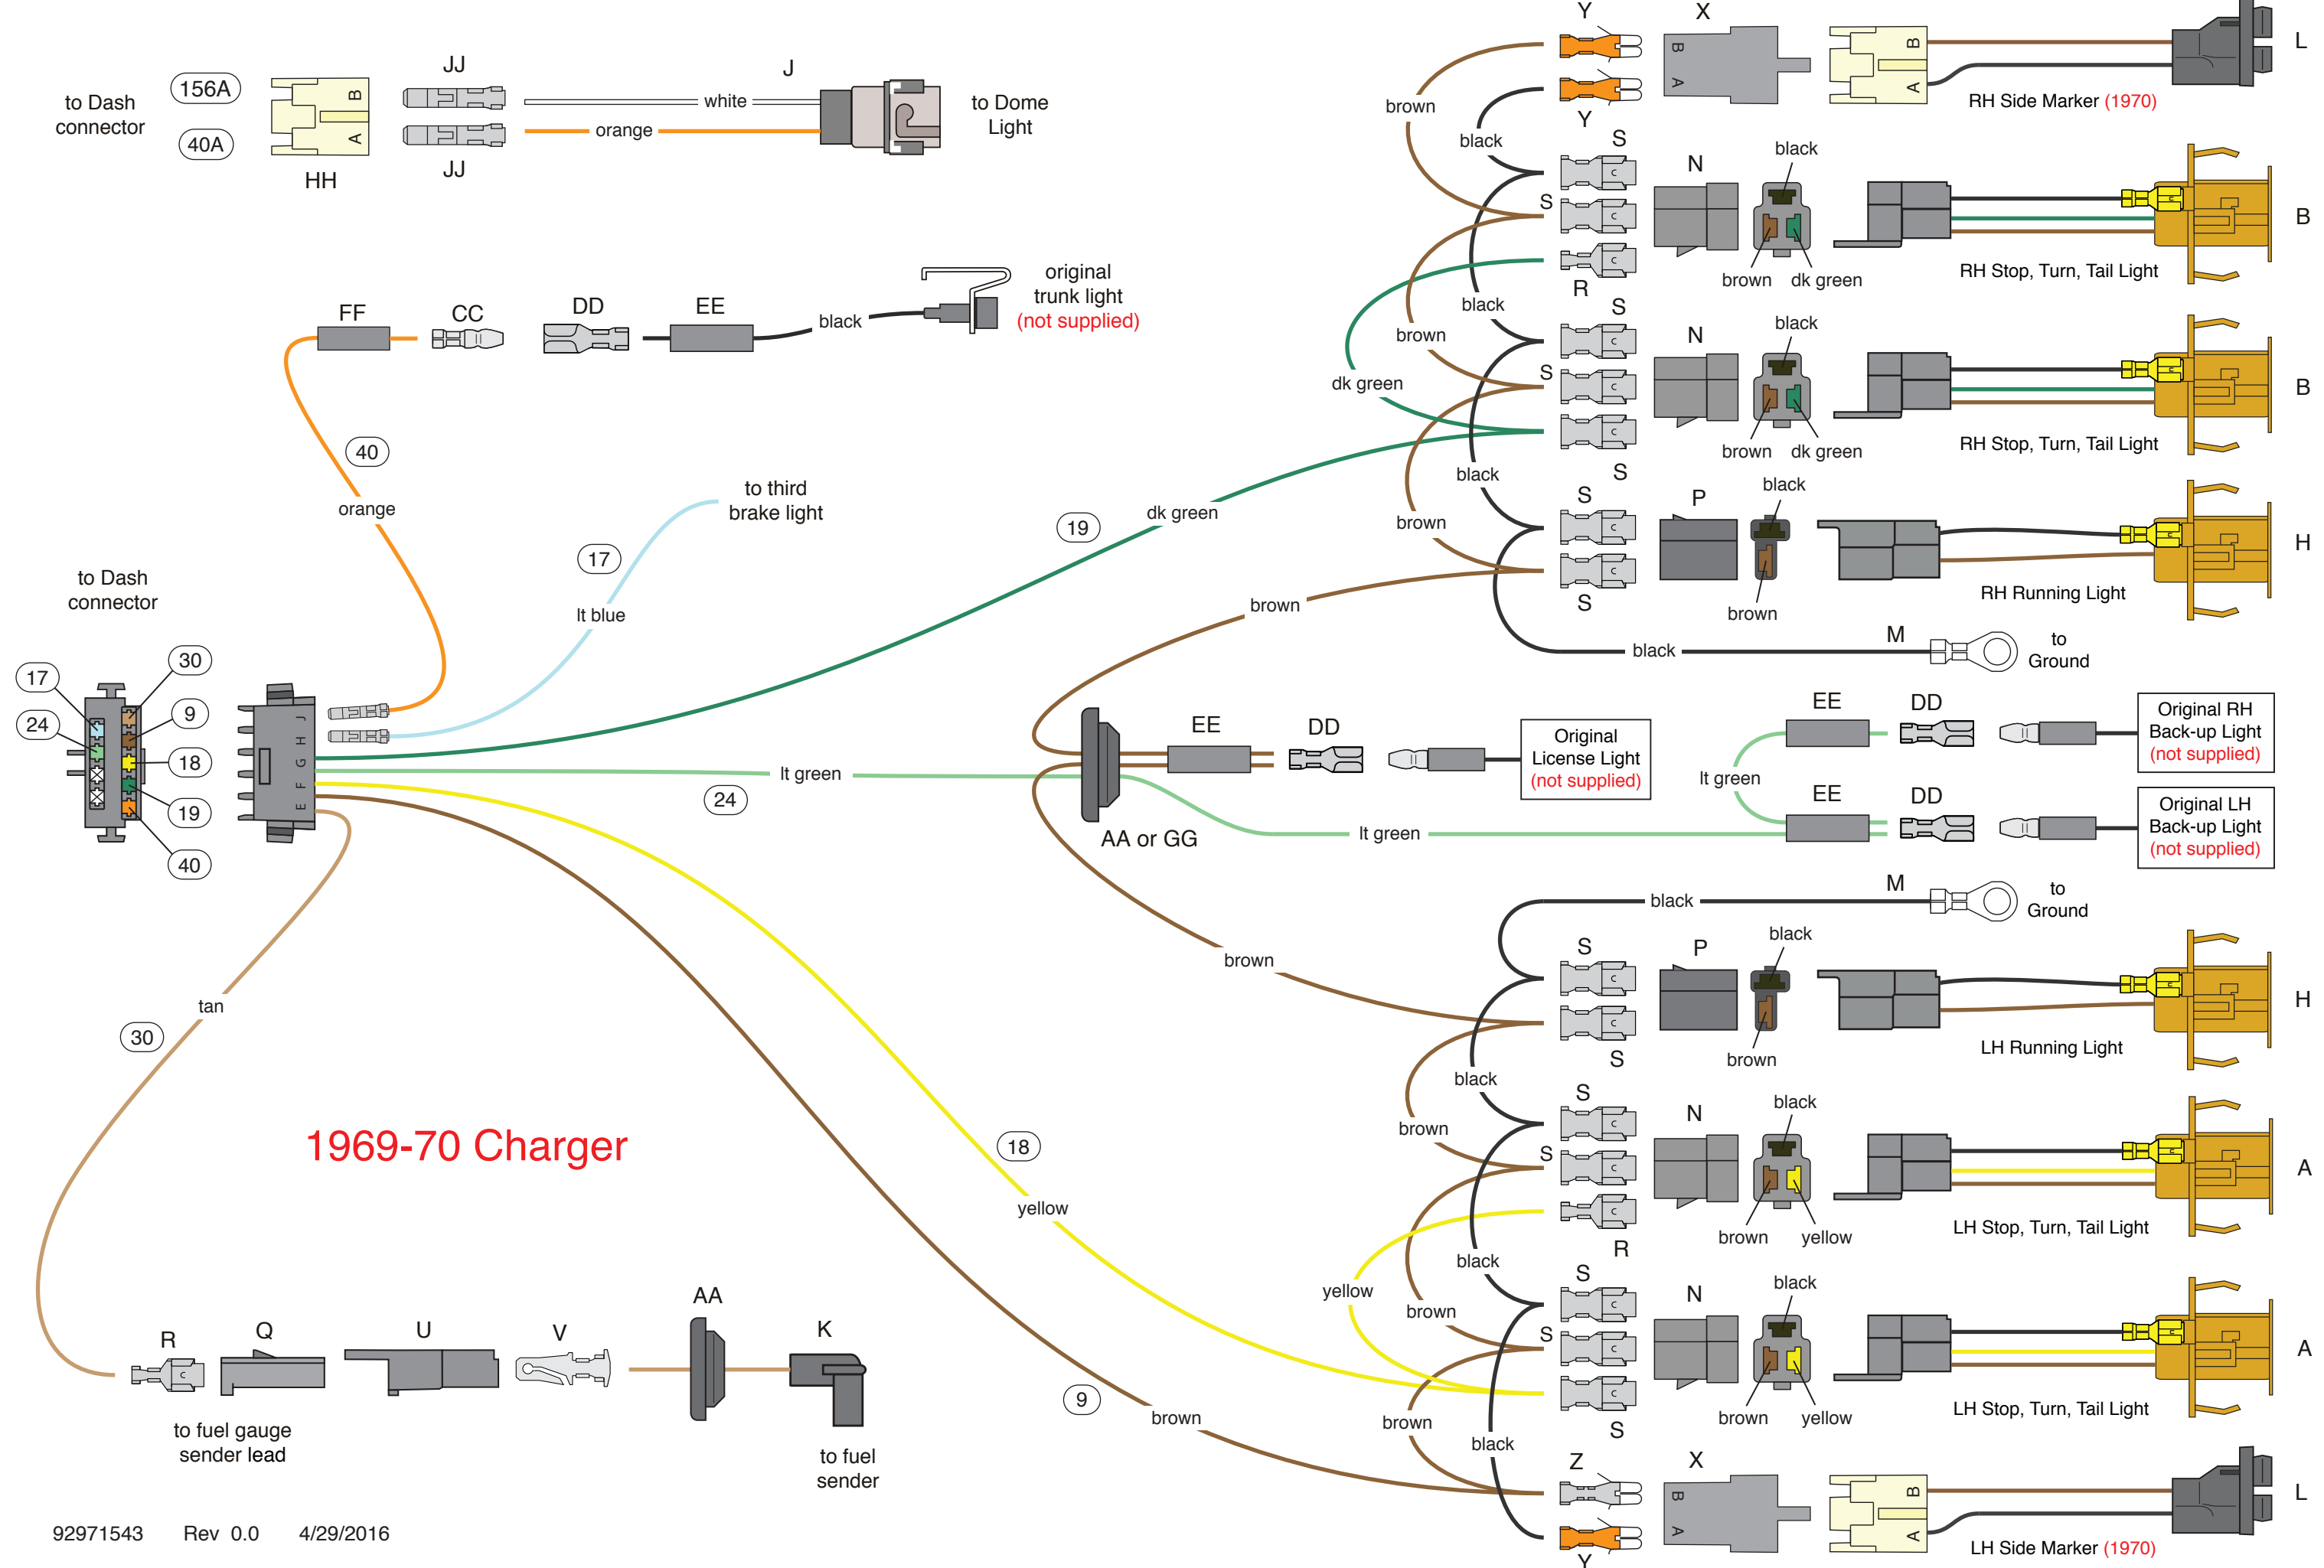 156A
40A
to Dash
connector
B
A
HH
JJ
JJ
white
orange
J
to Dome
Light
FF
CC
DD
EE
black
original
trunk light
(not supplied)
40
orange
to third
brake light
17
lt blue
19
dk green
to Dash
connector
17
24
30
9
18
19
40
J
H
G
F
E
lt green
24
AA or GG
EE
DD
Original
License Light
(not supplied)
lt green
lt green
EE
DD
Original RH
Back-up Light
(not supplied)
EE
DD
Original LH
Back-up Light
(not supplied)
tan
30
1969-70 Charger
18
yellow
9
brown
R
Q
U
V
AA
K
to fuel gauge
sender lead
to fuel
sender
92971543 Rev 0.0 4/29/2016
Y
X
B
A
B
A
L
Y
RH Side Marker (1970)
brown
black
S
S
C
C
C
R
N
black
brown
dk green
C
B
RH Stop, Turn, Tail Light
black
brown
dk green
S
S
C
C
C
S
N
black
brown
dk green
C
B
RH Stop, Turn, Tail Light
black
brown
S
C
C
S
P
black
brown
C
H
RH Running Light
brown
black
M
to
Ground
black
M
to
Ground
brown
S
C
C
S
P
black
brown
C
H
LH Running Light
black
brown
S
S
C
C
C
R
N
black
brown
yellow
C
A
LH Stop, Turn, Tail Light
black
yellow
brown
S
S
C
C
C
S
N
black
brown
yellow
C
A
LH Stop, Turn, Tail Light
brown
black
Z
X
B
A
B
A
L
Y
LH Side Marker (1970)
C